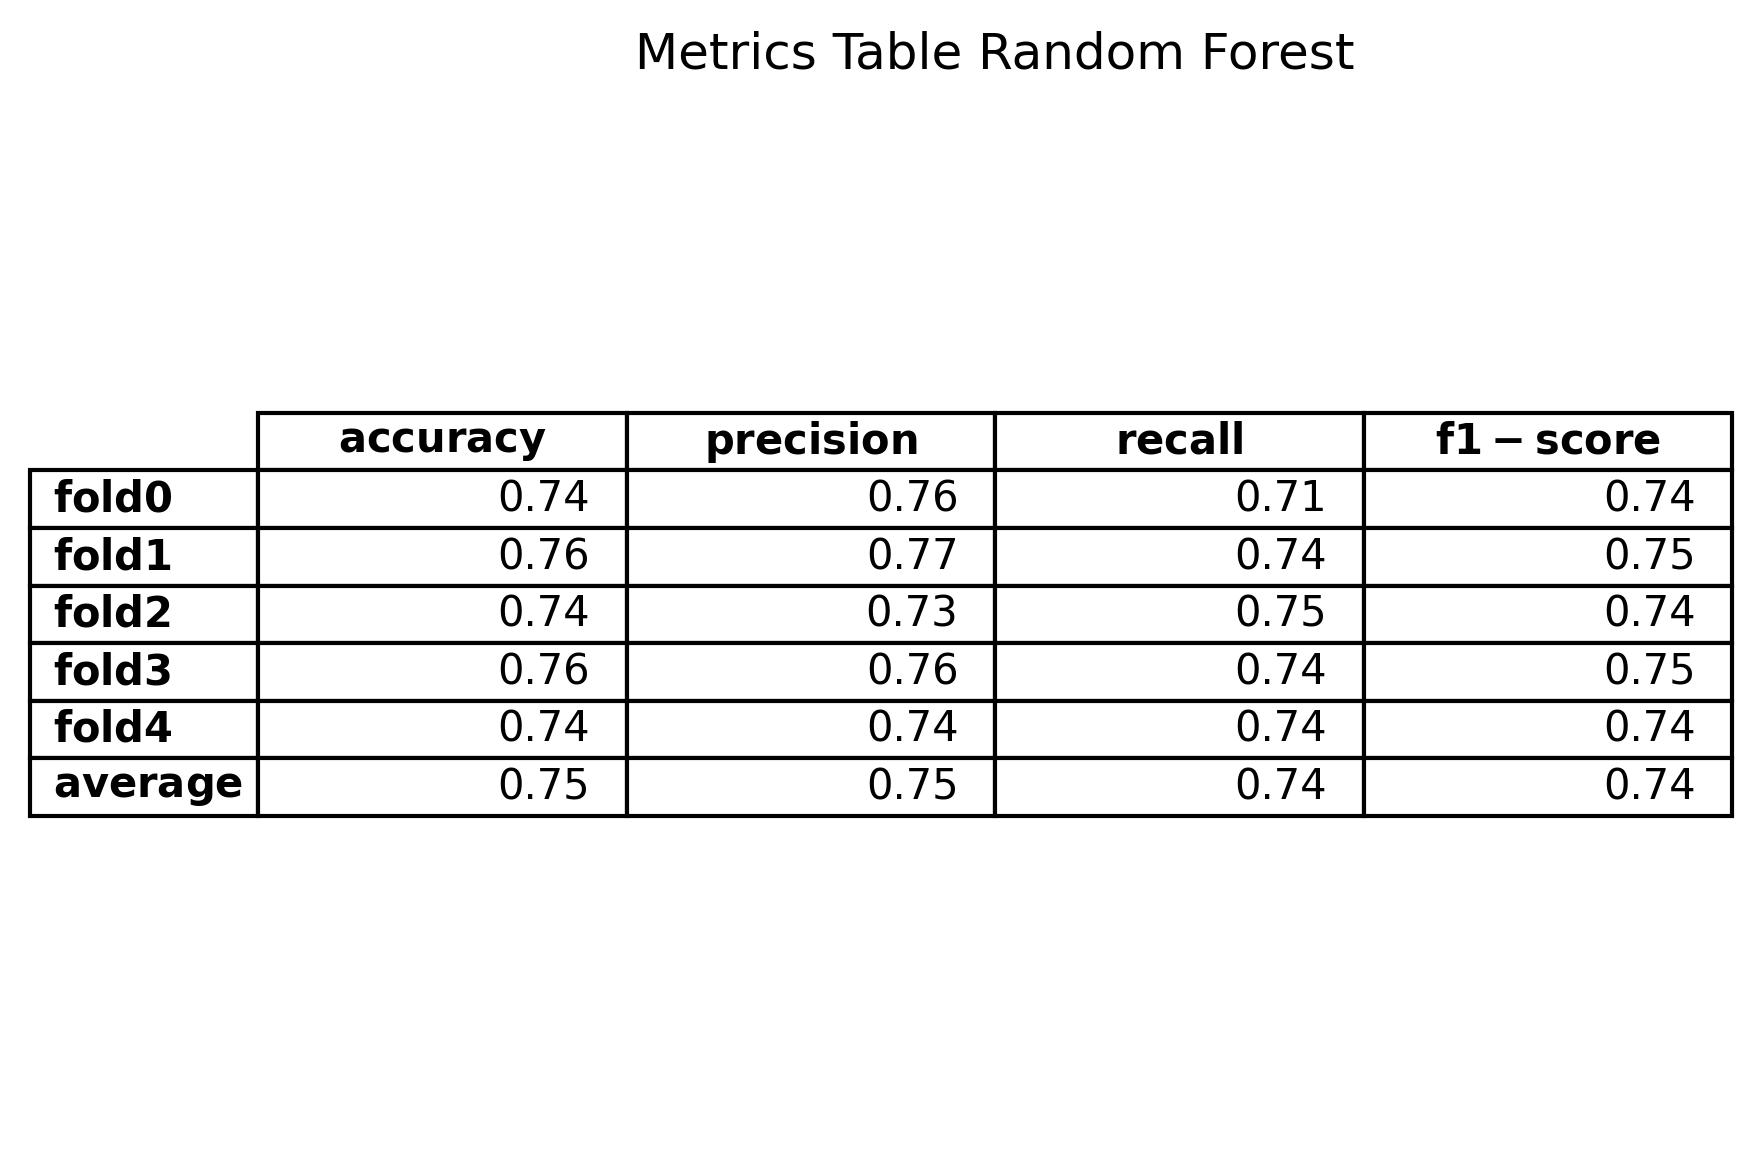 Metrics Table Random Forest
accuracy precision recall f1 − score
fold0 0.74 0.76 0.71 0.74
fold1 0.76 0.77 0.74 0.75
fold2 0.74 0.73 0.75 0.74
fold3 0.76 0.76 0.74 0.75
fold4 0.74 0.74 0.74 0.74
average 0.75 0.75 0.74 0.74